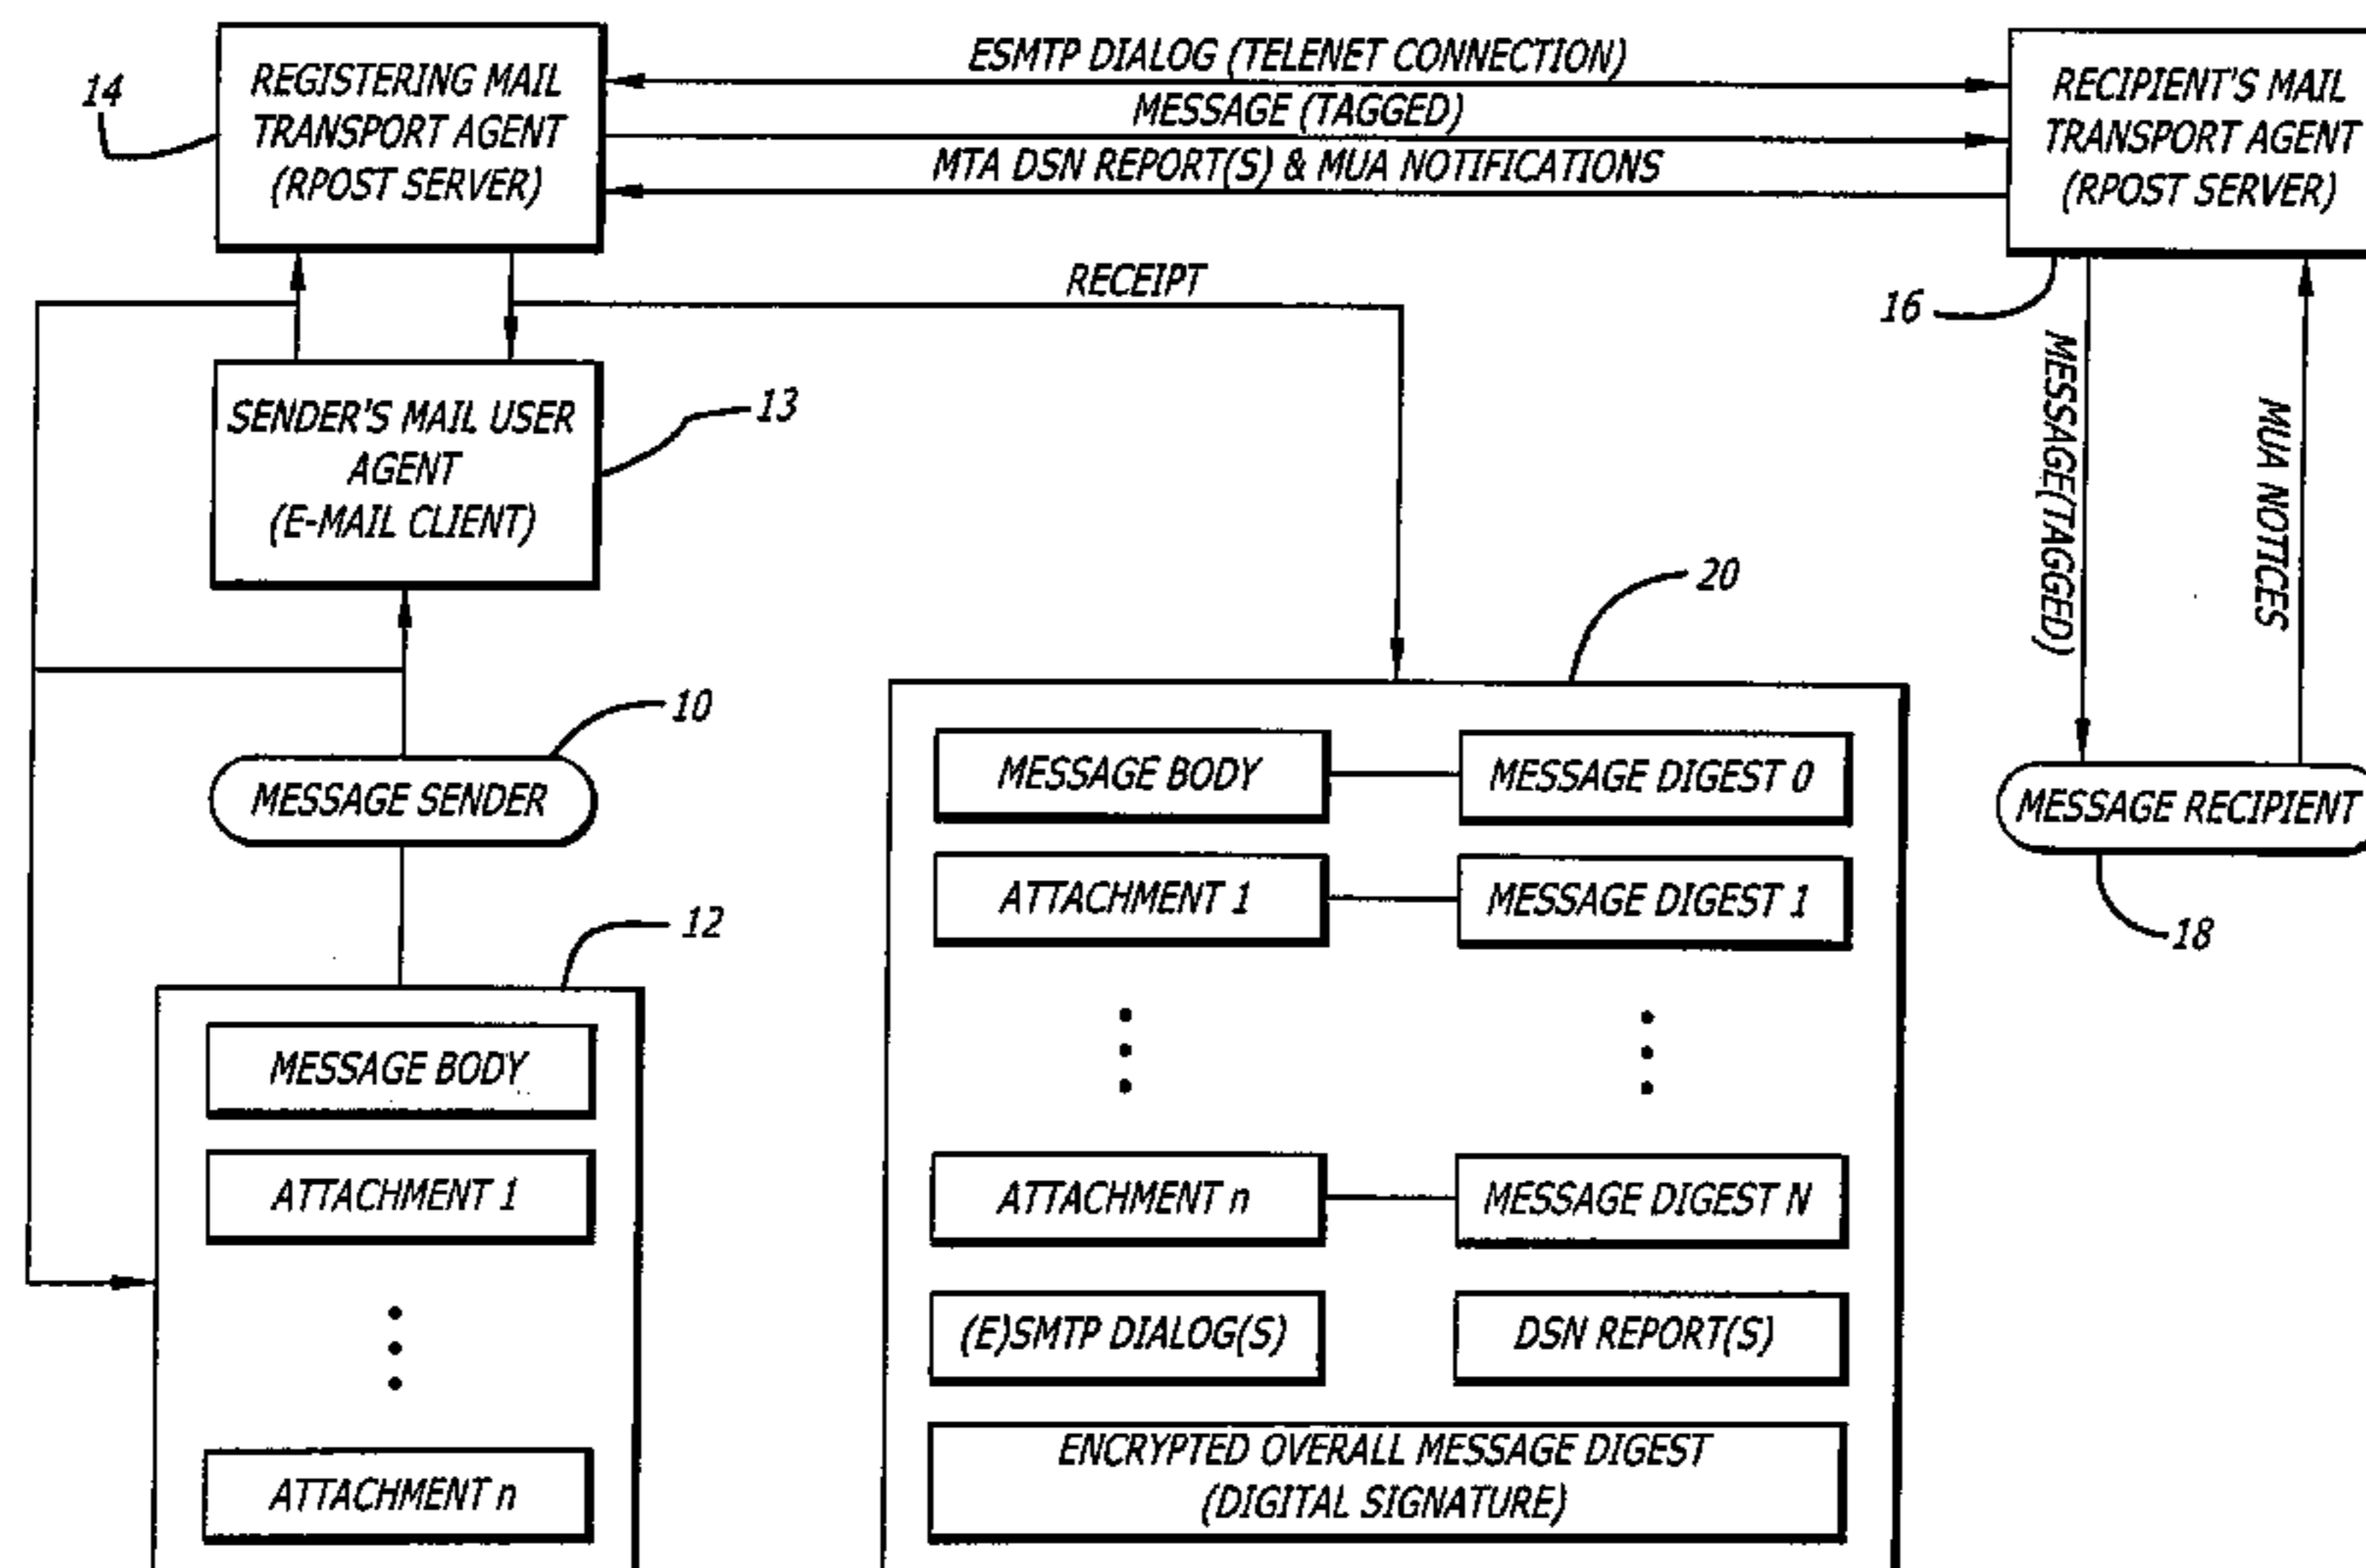 14
REGISTERING MAIL
TRANSPORT AGENT
(RPOST SERVER)
ESMTP DIALOG (TELENET CONNECTION)
MESSAGE (TAGGED)
MTA DSN REPORT(S) & MUA NOTIFICATIONS
RECIPIENT'S MAIL
TRANSPORT AGENT
(RPOST SERVER)
RECEIPT
16
SENDER'S MAIL USER
AGENT
(E-MAIL CLIENT)
13
MESSAGE(TAGGED)
MUA NOTICES
20
10
MESSAGE SENDER
MESSAGE RECIPIENT
18
12
MESSAGE BODY
ATTACHMENT 1
ATTACHMENT n
MESSAGE BODY
MESSAGE DIGEST 0
ATTACHMENT 1
MESSAGE DIGEST 1
ATTACHMENT n
MESSAGE DIGEST N
(E)SMTP DIALOG(S)
DSN REPORT(S)
ENCRYPTED OVERALL MESSAGE DIGEST
(DIGITAL SIGNATURE)